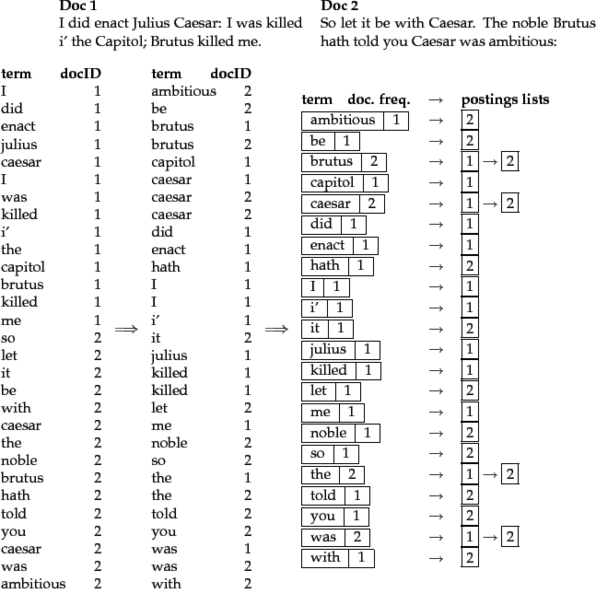 Doc 1
I did enact Julius Caesar: I was killed
i’ the Capitol; Brutus killed me.
Doc 2
So let it be with Caesar. The noble Brutus
hath told you Caesar was ambitious:
term docID
I 1
did 1
enact 1
julius 1
caesar 1
I 1
was 1
killed 1
i’ 1
the 1
capitol 1
brutus 1
killed 1
me 1
so 2
let 2
it 2
be 2
with 2
caesar 2
the 2
noble 2
brutus 2
hath 2
told 2
you 2
caesar 2
was 2
ambitious 2
⟹
term docID
ambitious 2
be 2
brutus 1
brutus 2
capitol 1
caesar 1
caesar 2
caesar 2
did 1
enact 1
hath 1
I 1
I 1
i’ 1
it 2
julius 1
killed 1
killed 1
let 2
me 1
noble 2
so 2
the 1
the 2
told 2
you 2
was 1
was 2
with 2
⟹
term doc. freq. → postings lists
ambitious 1 → 2
be 1 → 2
brutus 2 → 1 → 2
capitol 1 → 1
caesar 2 → 1 → 2
did 1 → 1
enact 1 → 1
hath 1 → 2
I 1 → 1
i’ 1 → 1
it 1 → 2
julius 1 → 1
killed 1 → 1
let 1 → 2
me 1 → 1
noble 1 → 2
so 1 → 2
the 2 → 1 → 2
told 1 → 2
you 1 → 2
was 2 → 1 → 2
with 1 → 2